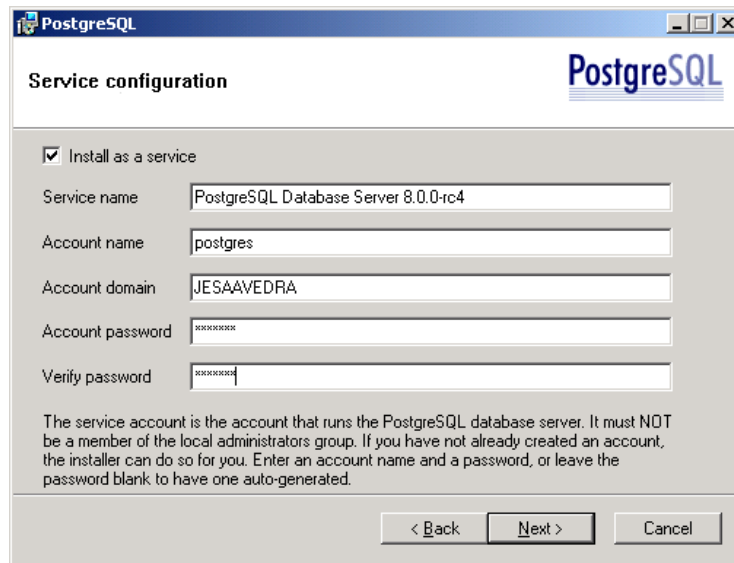 PostgreSQL
Service configuration
PostgreSQL
Install as a service
Service name PostgreSQL Database Server 8.0.0-rc4
Account name postgres
Account domain JESAAVEDRA
Account password *******
Verify password *******
The service account is the account that runs the PostgreSQL database server. It must NOT
be a member of the local administrators group. If you have not already created an account,
the installer can do so for you. Enter an account name and a password, or leave the
password blank to have one auto-generated.
< Back Next > Cancel